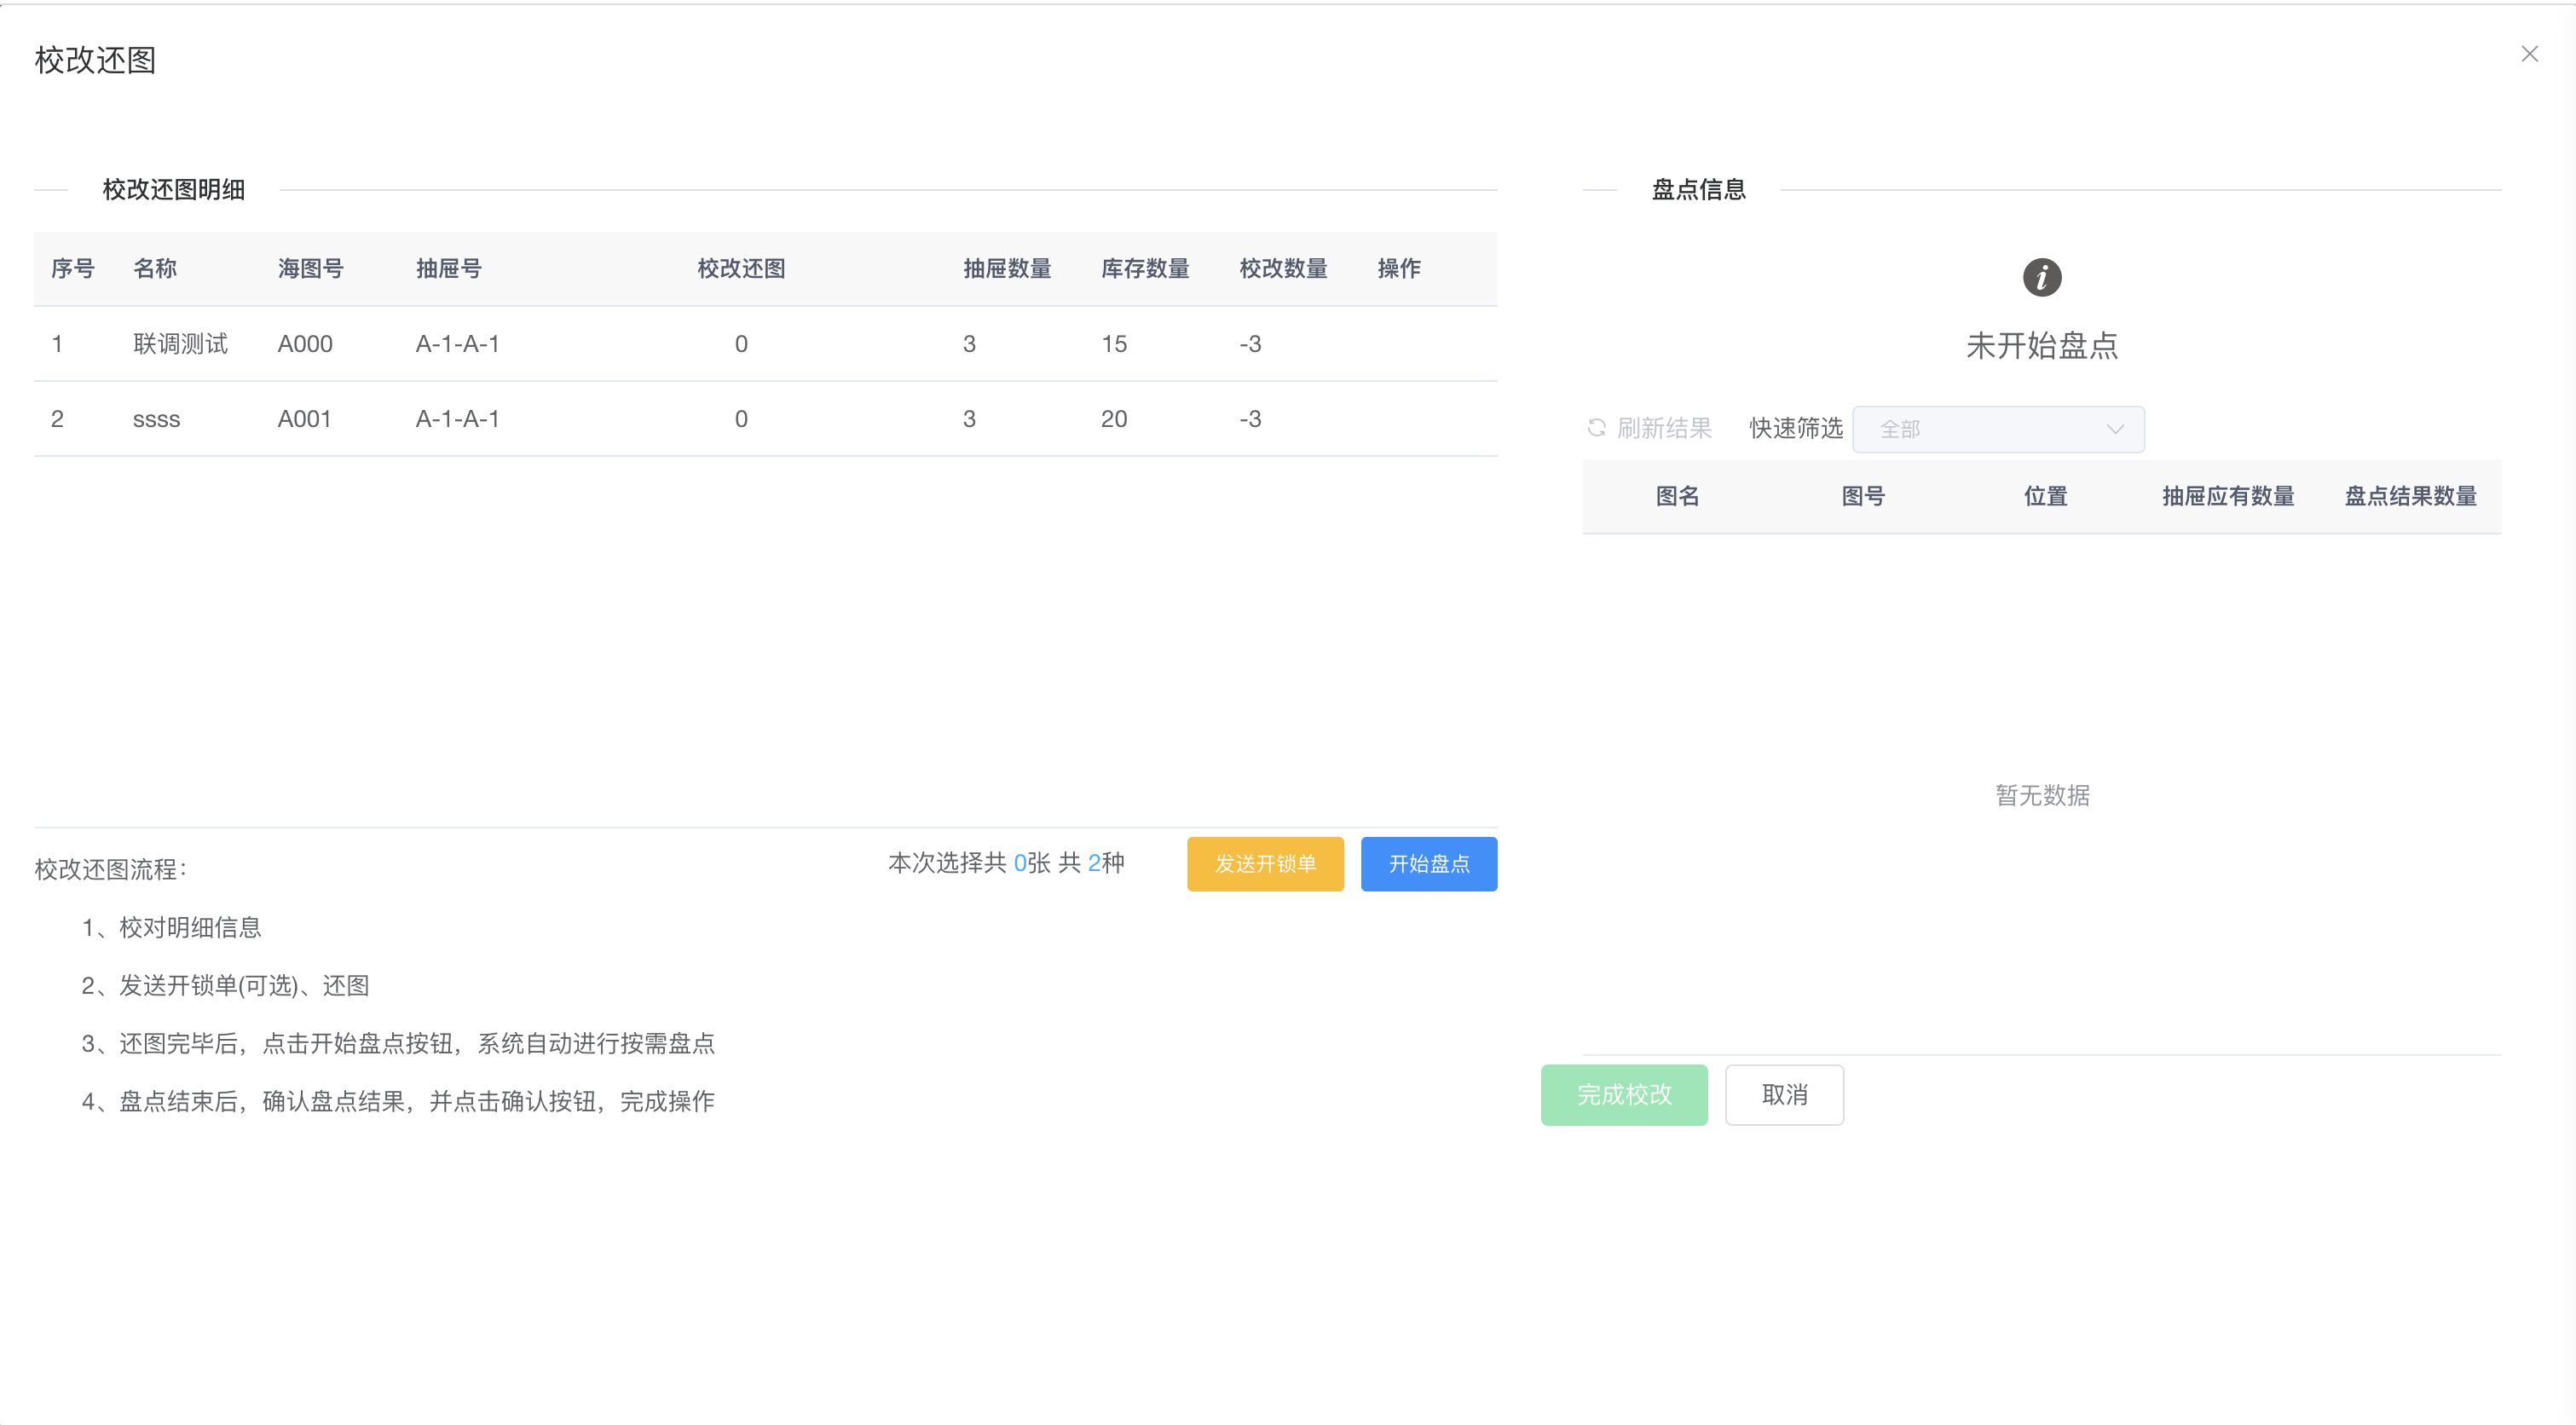 校改还图
校改还图明细
序号 名称 海图号 抽屉号 校改还图 抽屉数量 库存数量 校改数量 操作
1 联调测试 A000 A-1-A-1 0 3 15 -3
2 ssss A001 A-1-A-1 0 3 20 -3
本次选择共 0张 共 2种 发送开锁单 开始盘点
校改还图流程：
1、校对明细信息
2、发送开锁单(可选)、还图
3、还图完毕后，点击开始盘点按钮，系统自动进行按需盘点
4、盘点结束后，确认盘点结果，并点击确认按钮，完成操作
盘点信息
未开始盘点
刷新结果 快速筛选 全部
图名 图号 位置 抽屉应有数量 盘点结果数量
暂无数据
完成校改 取消